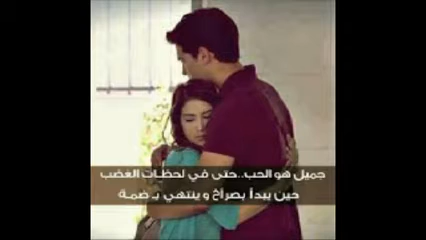 جميل هو الحب..حتى في لحظات الغضب
حين يبدأ بصراخ و ينتهي بـ ضمة